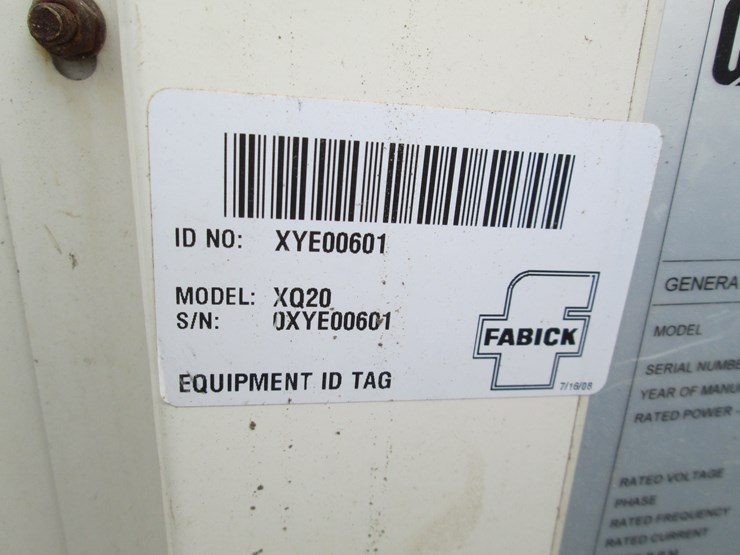 ID NO: XYE00601
MODEL: XQ20
S/N: 0XYE00601
FABICK
EQUIPMENT ID TAG
7/16/08
GENERA
MODEL
SERIAL NUMBE
YEAR OF MANU
RATED POWER -
RATED VOLTAGE
PHASE
RATED FREQUENCY
RATED CURRENT